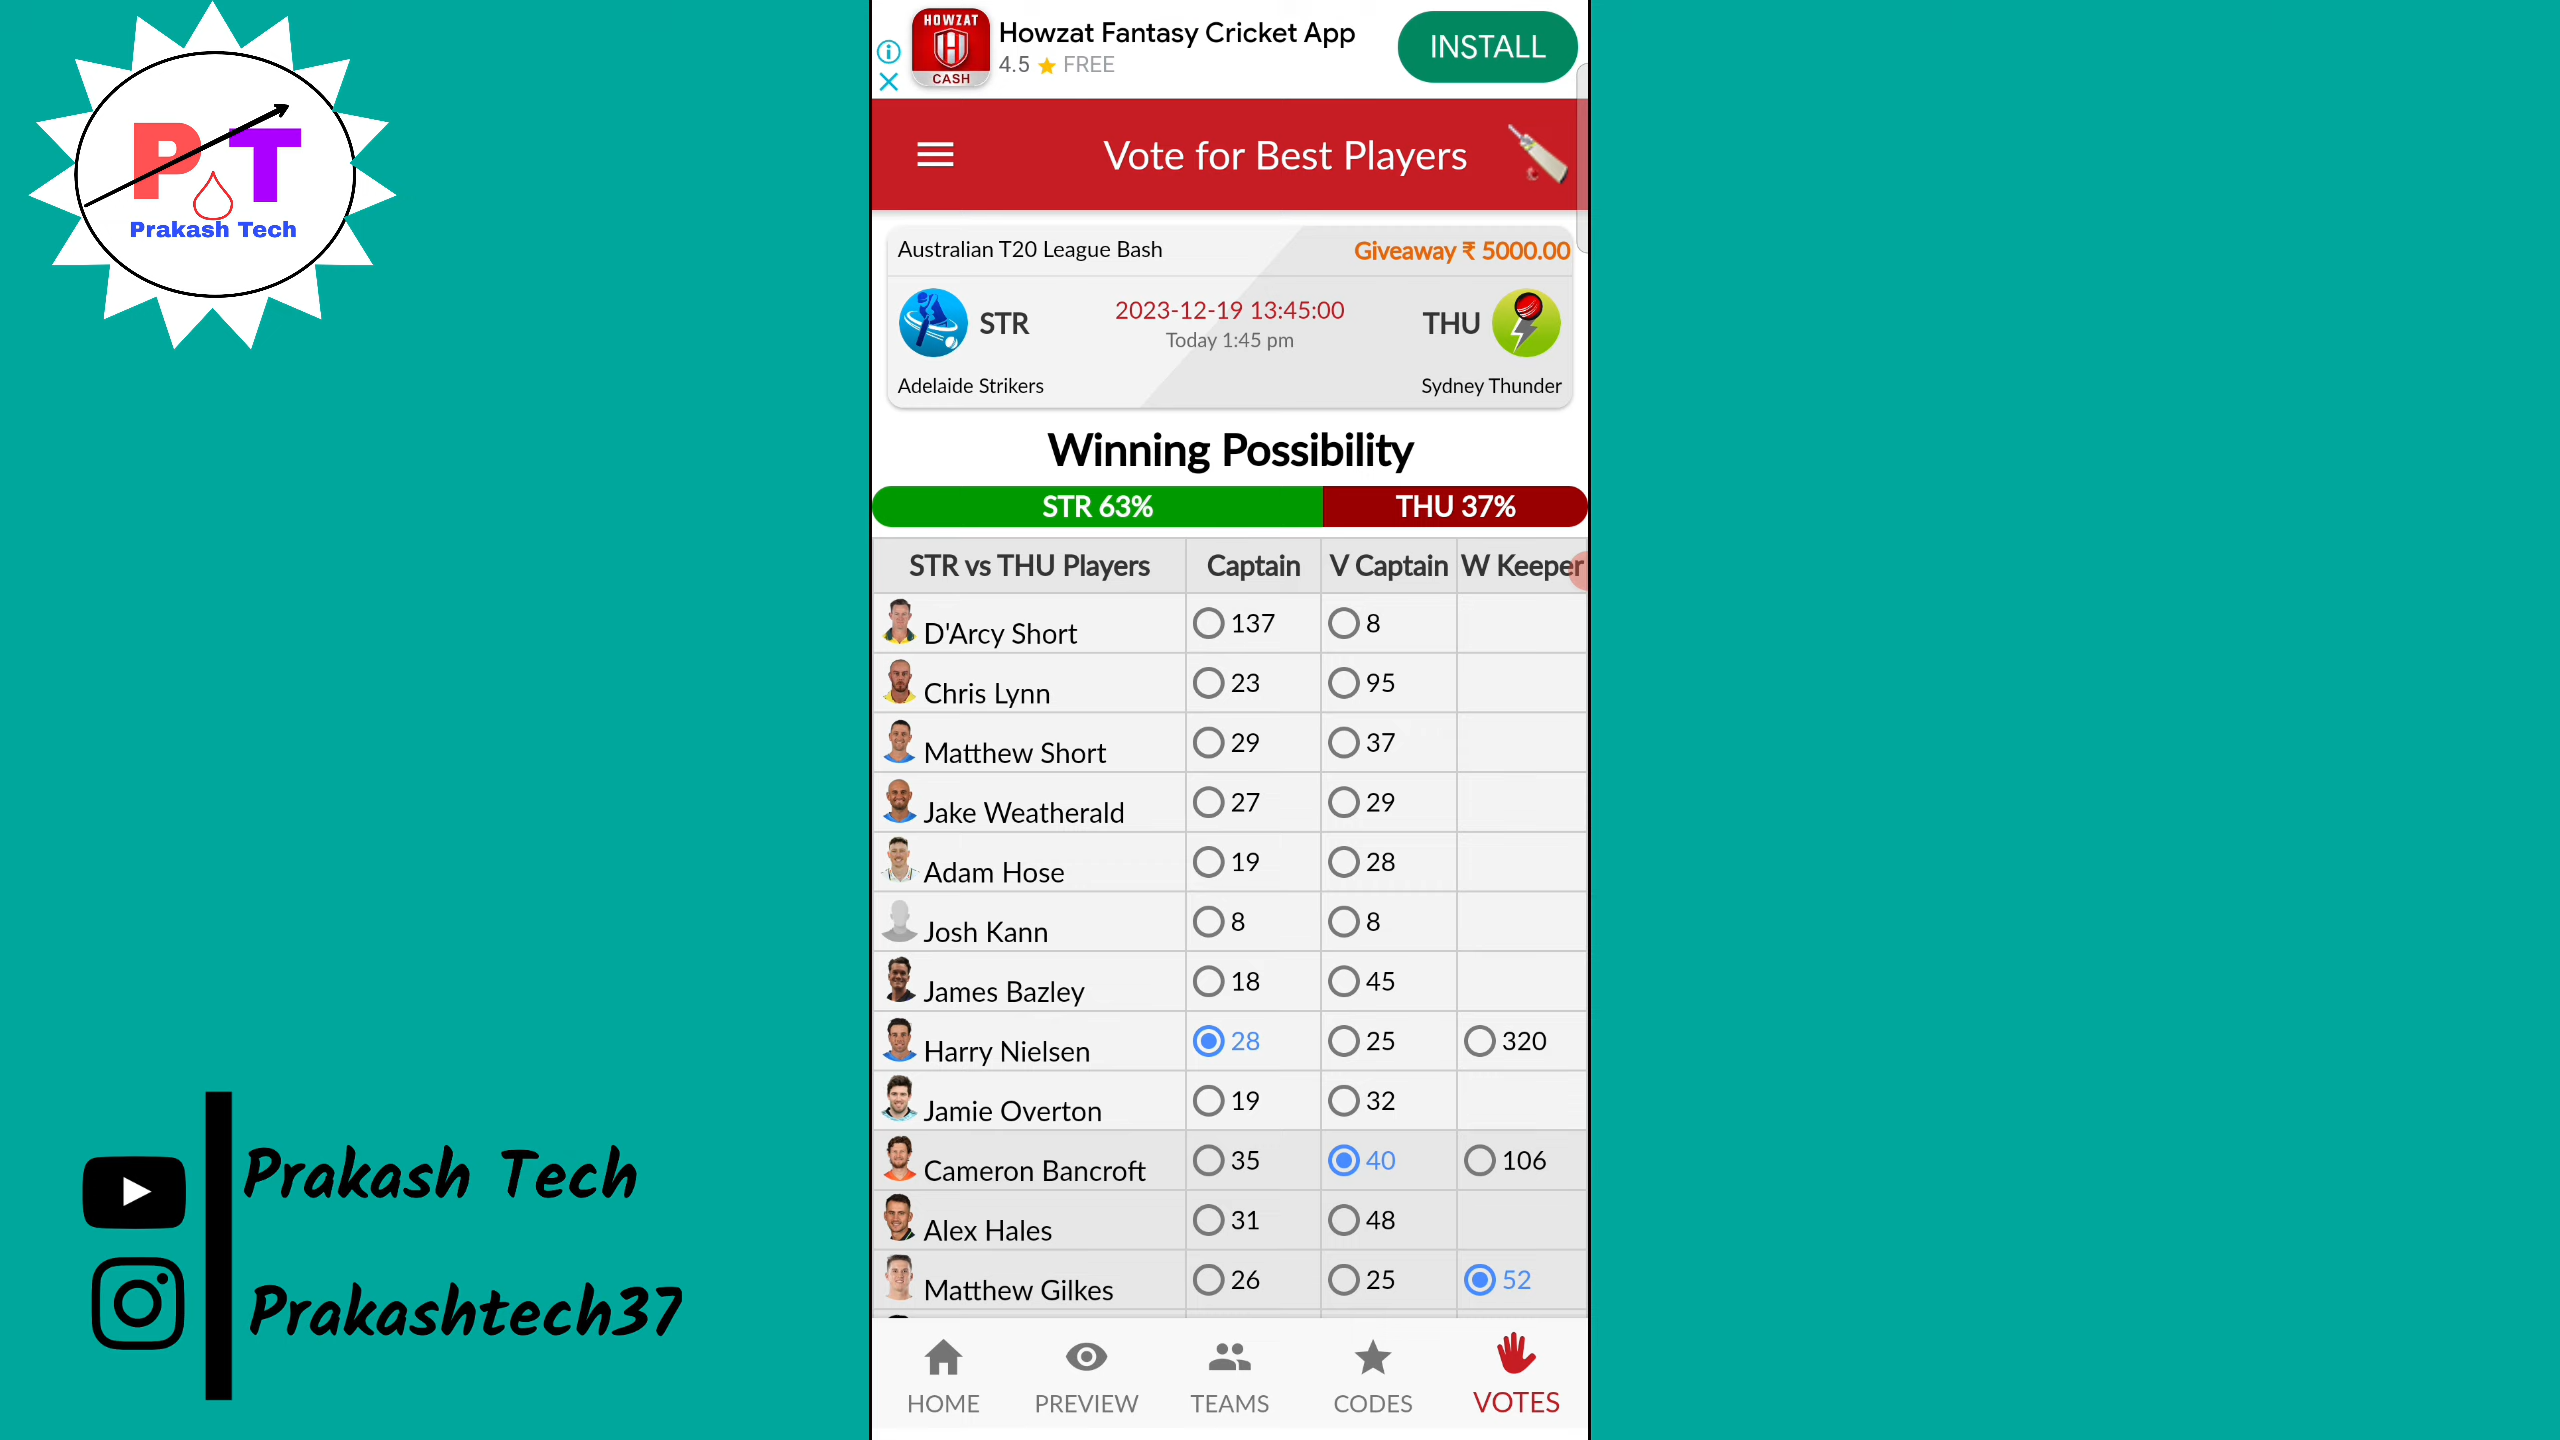 P T
Prakash Tech
HOWZAT
CASH
Howzat Fantasy Cricket App
4.5 FREE
INSTALL
Vote for Best Players
Australian T20 League Bash
Giveaway ₹ 5000.00
STR
2023-12-19 13:45:00
Today 1:45 pm
THU
Adelaide Strikers
Sydney Thunder
Winning Possibility
STR 63% THU 37%
STR vs THU Players Captain V Captain W Keeper
D'Arcy Short 137 8
Chris Lynn 23 95
Matthew Short 29 37
Jake Weatherald 27 29
Adam Hose 19 28
Josh Kann 8 8
James Bazley 18 45
Harry Nielsen 28 25 320
Jamie Overton 19 32
Cameron Bancroft 35 40 106
Alex Hales 31 48
Matthew Gilkes 26 25 52
HOME PREVIEW TEAMS CODES VOTES
Prakash Tech
Prakashtech37